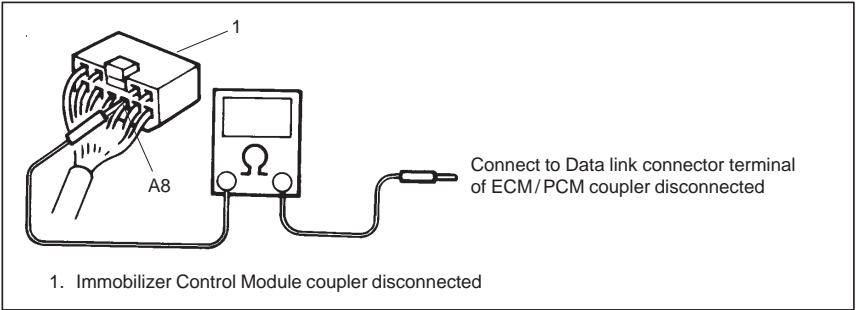 1
Ω
A8
Connect to Data link connector terminal
of ECM/PCM coupler disconnected
1. Immobilizer Control Module coupler disconnected